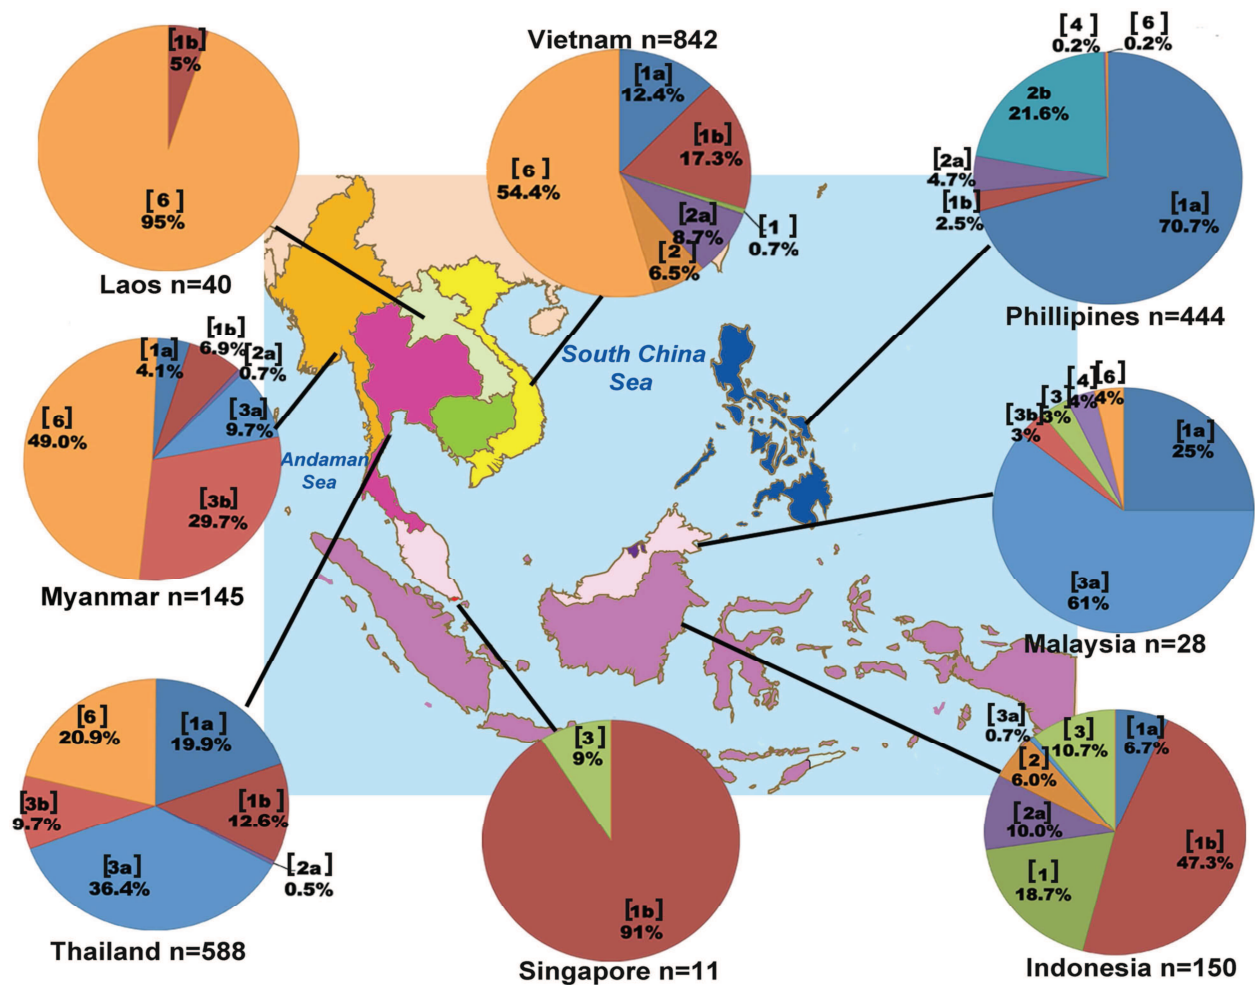 [1b]
5%
[6]
95%
Laos n=40
Vietnam n=842
[1a]
12.4%
[1b]
17.3%
[1]
0.7%
[2a]
8.7%
[2]
6.5%
[6]
54.4%
[4]
0.2%
[6]
0.2%
2b
21.6%
[2a]
4.7%
[1b]
2.5%
[1a]
70.7%
Phillipines n=444
[1a]
4.1%
[1b]
6.9%
[2a]
0.7%
[3a]
9.7%
[3b]
29.7%
[6]
49.0%
Myanmar n=145
South China
Sea
Andaman
Sea
[3b]
3%
[3]
3%
[4]
4%
[6]
4%
[1a]
25%
[3a]
61%
Malaysia n=28
[6]
20.9%
[1a]
19.9%
[1b]
12.6%
[2a]
0.5%
[3a]
36.4%
[3b]
9.7%
Thailand n=588
[3]
9%
[1b]
91%
Singapore n=11
[3a]
0.7%
[3]
10.7%
[1a]
6.7%
[2]
6.0%
[2a]
10.0%
[1]
18.7%
[1b]
47.3%
Indonesia n=150